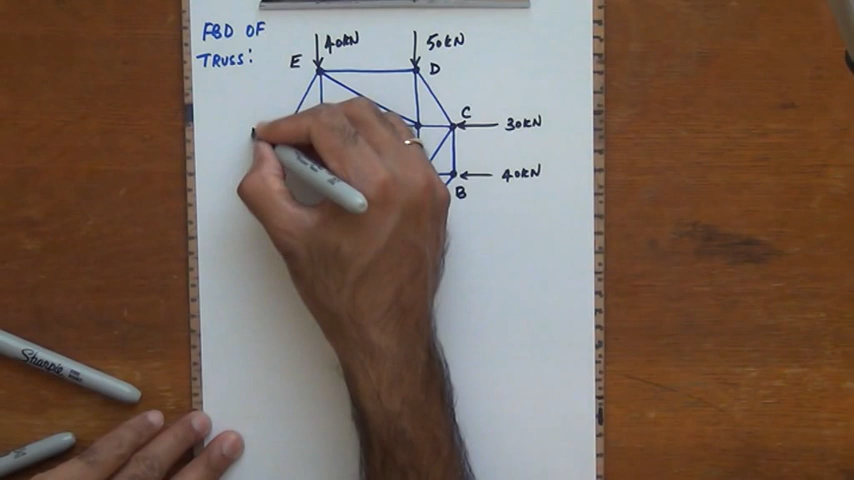 FBD OF
TRUSS:
40KN
50KN
E
D
C
30KN
40KN
B
Sharpie